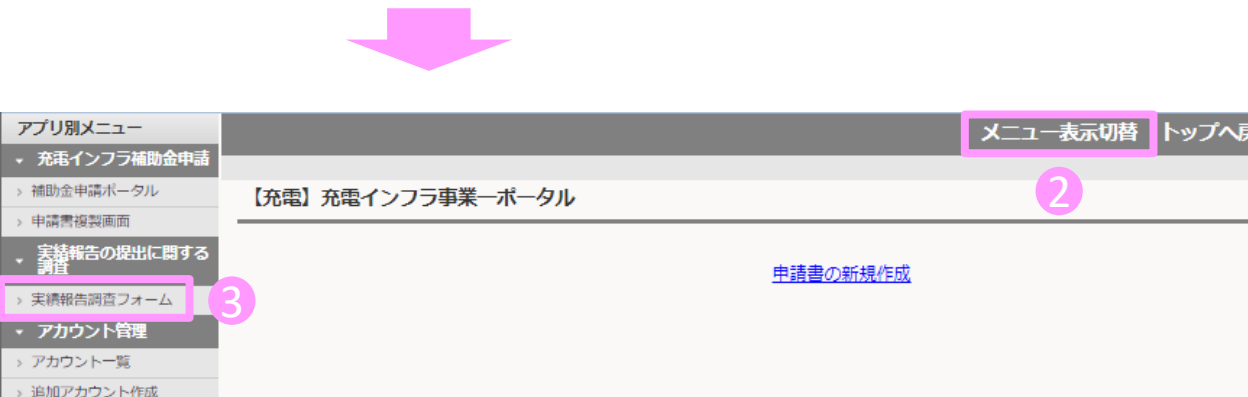 アプリ別メニュー
メニュー表示切替 トップへ戻
充電インフラ補助金申請
補助金申請ポータル
【充電】充電インフラ事業―ポータル
2
申請書複製画面
実績報告の提出に関する
調査
申請書の新規作成
実績報告調査フォーム
3
アカウント管理
アカウント一覧
追加アカウント作成